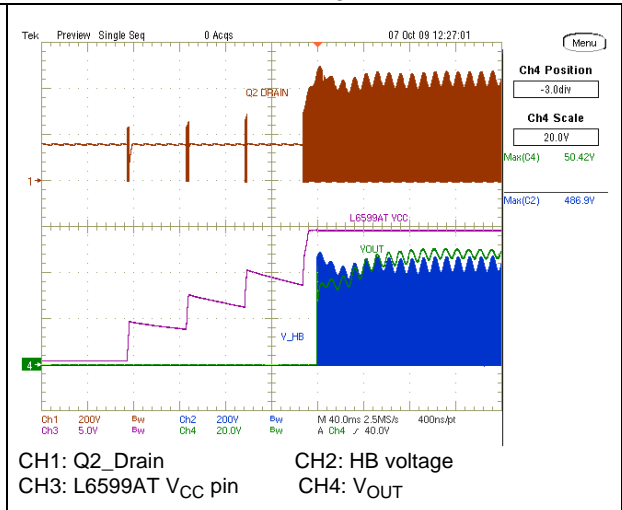 Tek Preview Single Seq 0 Acqs 07 Oct 09 12:27:01
Menu
Ch4 Position
-3.0div
Ch4 Scale
20.0V
Max(C4) 50.42V
Max(C2) 486.9V
Q2 DRAIN
1
L6599AT VCC
VOUT
V_HB
4
Ch1 200V Bw Ch2 200V Bw M 40.0ms 2.5MS/s 400ns/pt
Ch3 5.0V Bw Ch4 20.0V Bw A Ch4 / 40.0V
CH1: Q2_Drain CH2: HB voltage
CH3: L6599AT VCC pin CH4: VOUT